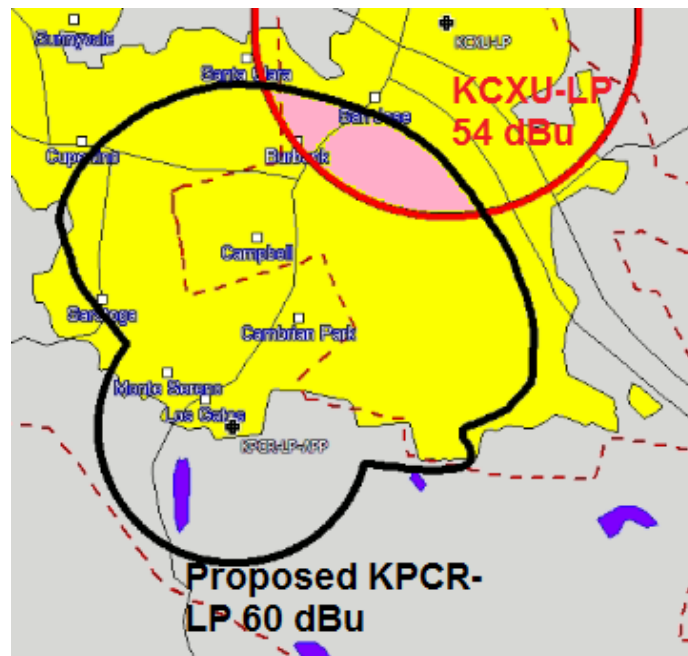 Sunnyvale
KCXU-LP
Santa Clara
KCXU-LP
54 dBu
San Jose
Cupertino
Burbank
Campbell
Saratoga
Cambrian Park
Monte Sereno
Los Gatos
KPCR-LP-APP
Proposed KPCR-
LP 60 dBu